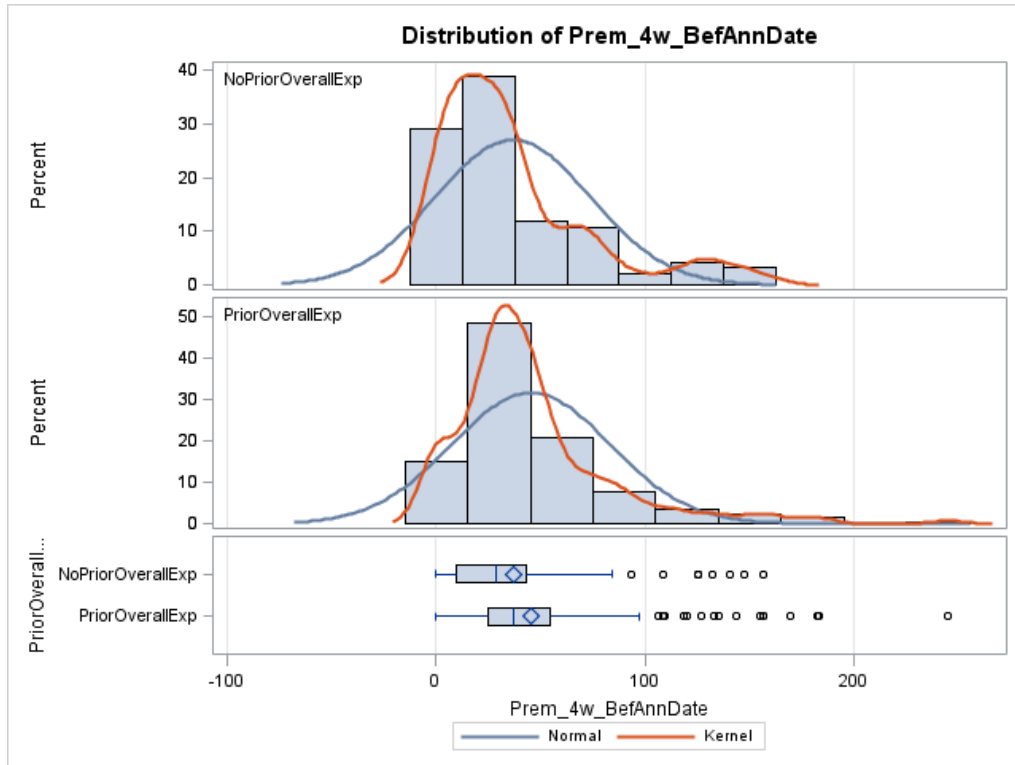 Distribution of Prem_4w_BefAnnDate
NoPriorOverallExp
Percent
40
30
20
10
0
PriorOverallExp
Percent
50
40
30
20
10
0
PriorOverall...
NoPriorOverallExp
PriorOverallExp
-100 0 100 200
Prem_4w_BefAnnDate
Normal Kernel